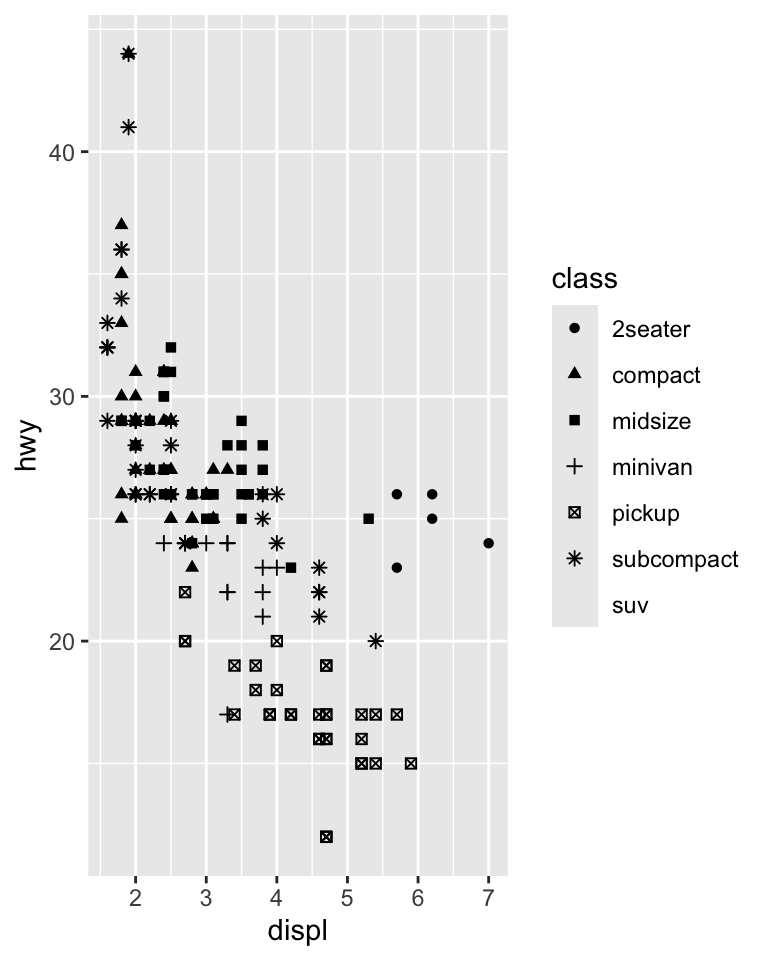 40
30
20
hwy
2 3 4 5 6 7
displ
class
2seater
compact
midsize
minivan
pickup
subcompact
suv